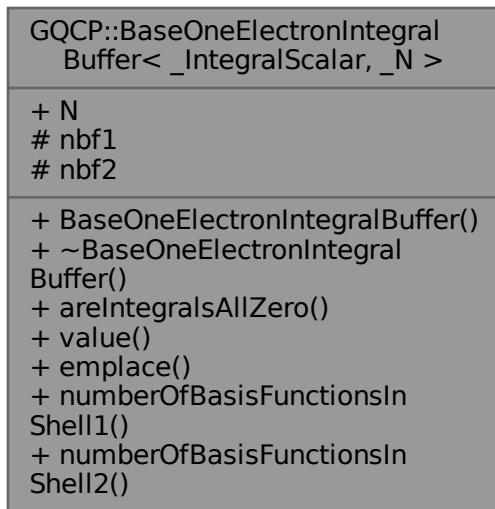 GQCP::BaseOneElectronIntegral
Buffer< _IntegralScalar, _N >
+ N
# nbf1
# nbf2
+ BaseOneElectronIntegralBuffer()
+ ~BaseOneElectronIntegral
Buffer()
+ areIntegralsAllZero()
+ value()
+ emplace()
+ numberOfBasisFunctionsIn
Shell1()
+ numberOfBasisFunctionsIn
Shell2()